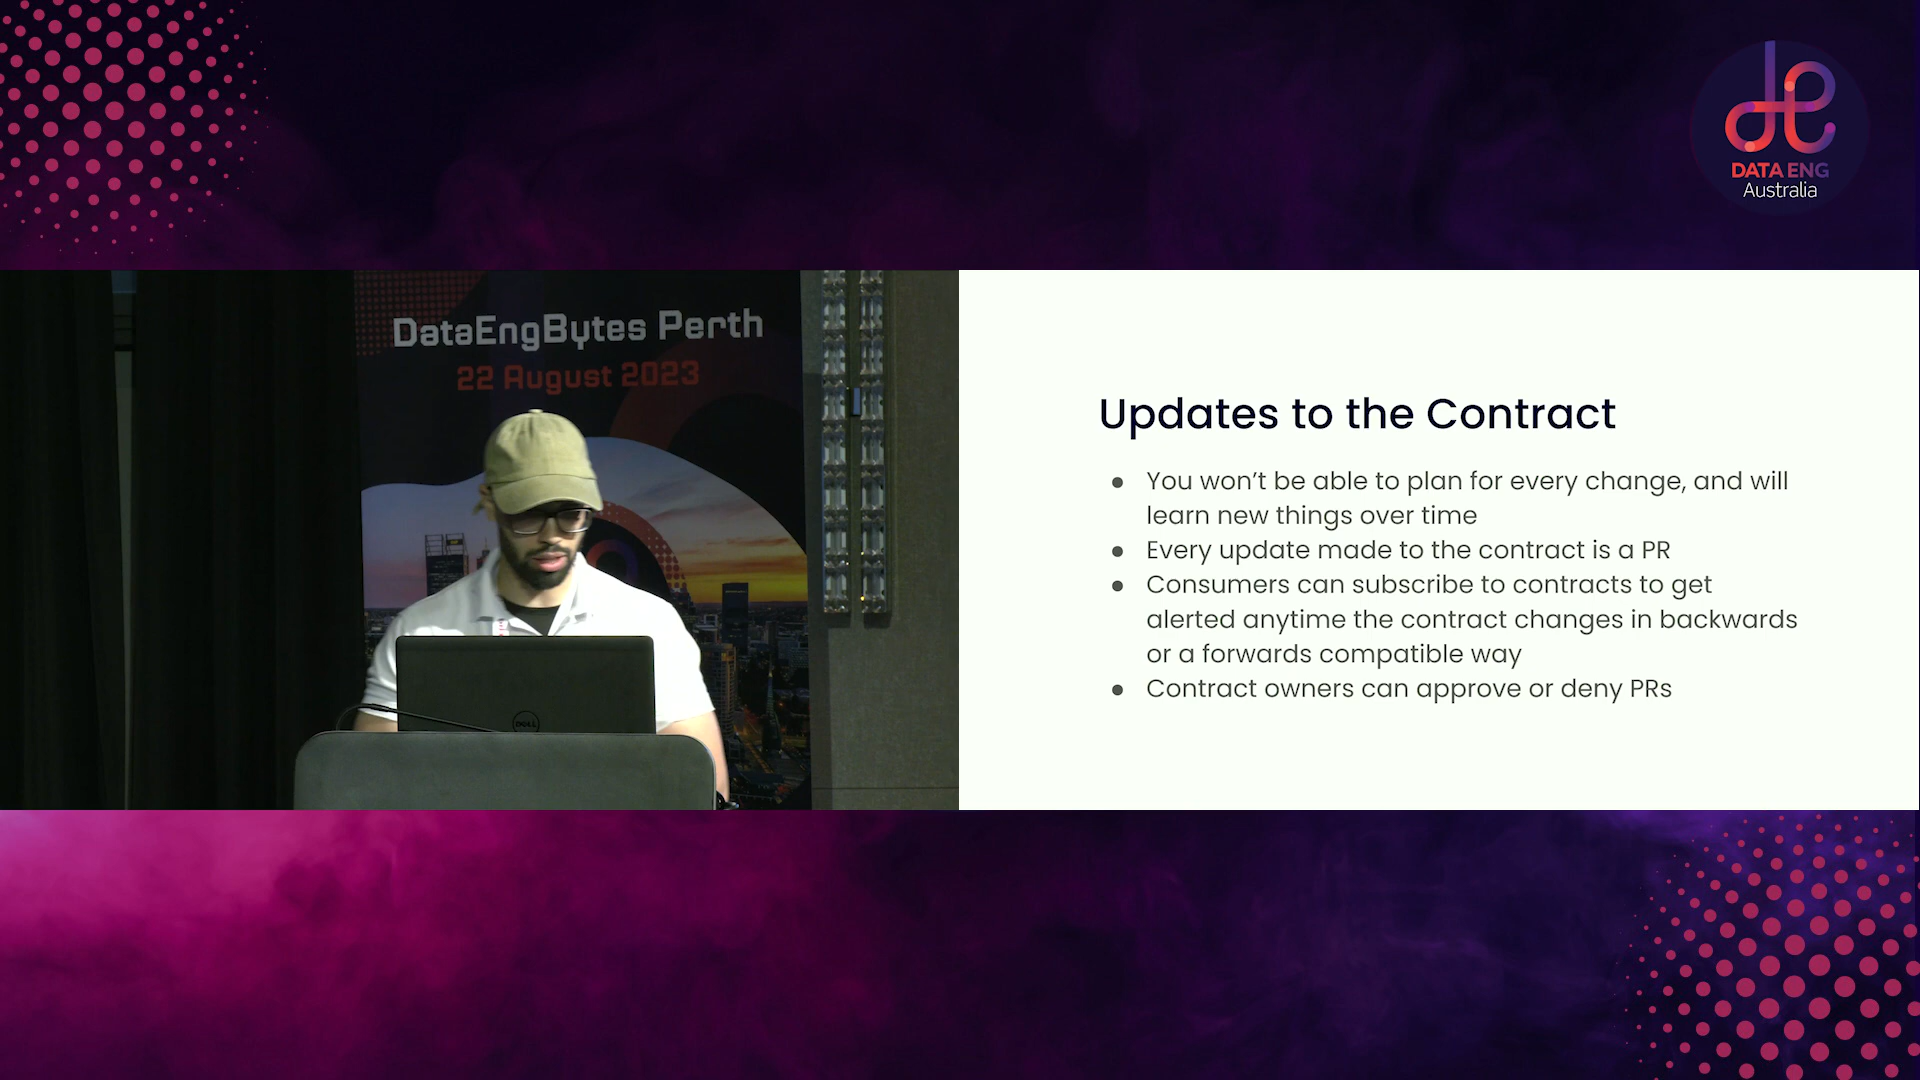 DATA ENG
Australia
DataEngBytes Perth
22 August 2023
DELL
Updates to the Contract
● You won’t be able to plan for every change, and will
learn new things over time
● Every update made to the contract is a PR
● Consumers can subscribe to contracts to get
alerted anytime the contract changes in backwards
or a forwards compatible way
● Contract owners can approve or deny PRs